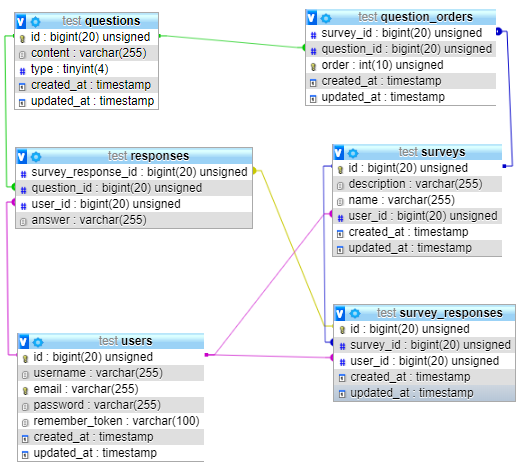 test questions
id : bigint(20) unsigned
content : varchar(255)
type : tinyint(4)
created_at : timestamp
updated_at : timestamp
test question_orders
survey_id : bigint(20) unsigned
question_id : bigint(20) unsigned
order : int(10) unsigned
created_at : timestamp
updated_at : timestamp
test responses
survey_response_id : bigint(20) unsigned
question_id : bigint(20) unsigned
user_id : bigint(20) unsigned
answer : varchar(255)
test surveys
id : bigint(20) unsigned
description : varchar(255)
name : varchar(255)
user_id : bigint(20) unsigned
created_at : timestamp
updated_at : timestamp
test users
id : bigint(20) unsigned
username : varchar(255)
email : varchar(255)
password : varchar(255)
remember_token : varchar(100)
created_at : timestamp
updated_at : timestamp
test survey_responses
id : bigint(20) unsigned
survey_id : bigint(20) unsigned
user_id : bigint(20) unsigned
created_at : timestamp
updated_at : timestamp